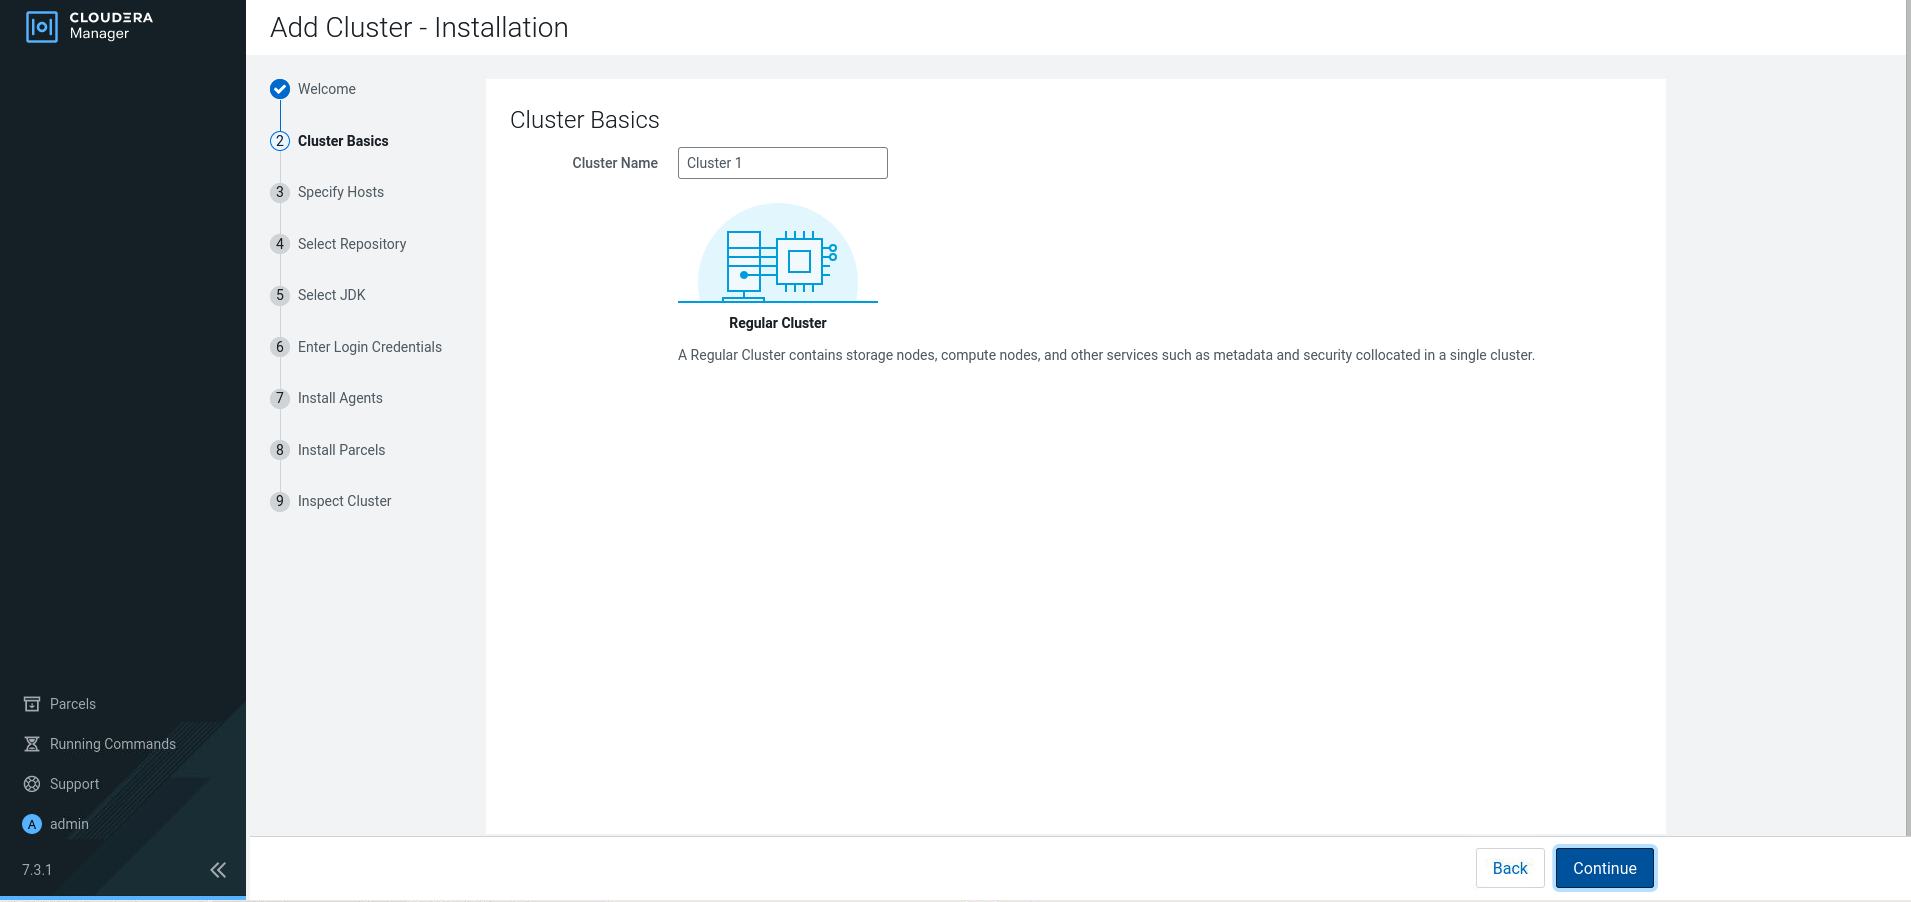 CLOUDERA
Manager
Add Cluster - Installation
Welcome
2 Cluster Basics
3 Specify Hosts
4 Select Repository
5 Select JDK
6 Enter Login Credentials
7 Install Agents
8 Install Parcels
9 Inspect Cluster
Cluster Basics
Cluster Name Cluster 1
Regular Cluster
A Regular Cluster contains storage nodes, compute nodes, and other services such as metadata and security collocated in a single cluster.
Parcels
Running Commands
Support
A admin
7.3.1
Back Continue